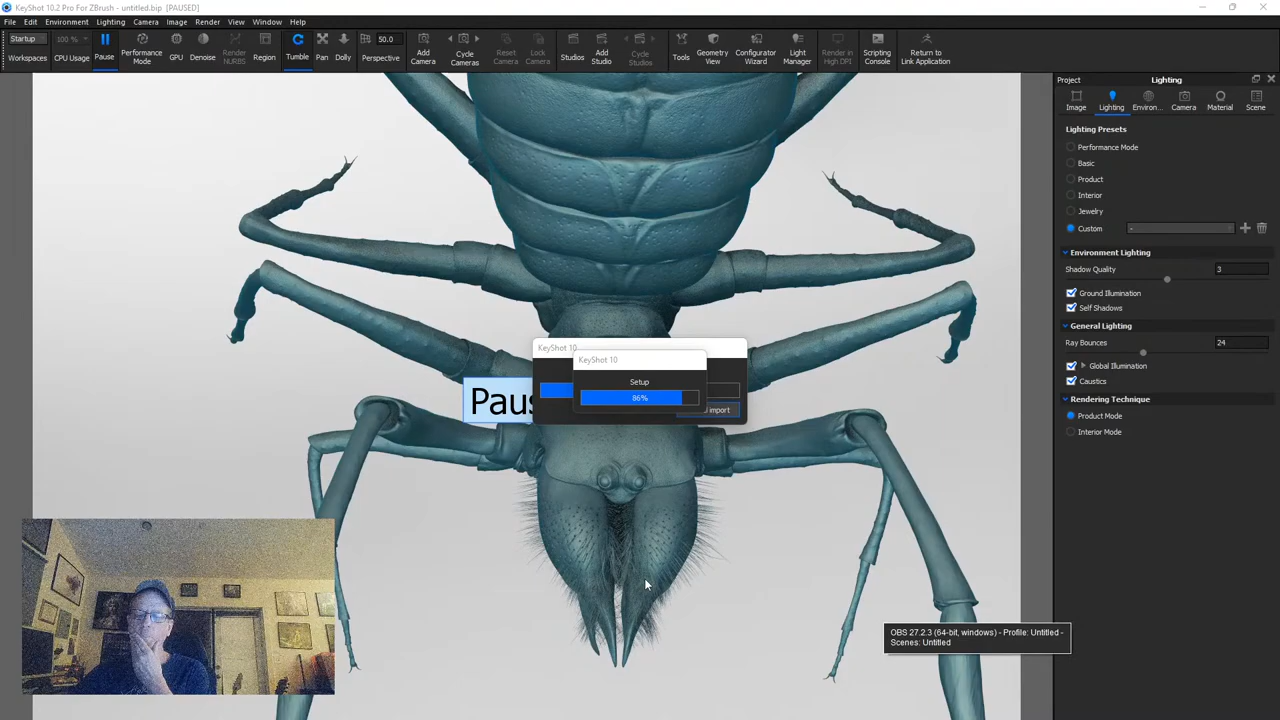 KeyShot 10.2 Pro For ZBrush - untitled.bip [PAUSED]
File Edit Environment Lighting Camera Image Render View Window Help
Startup
Workspaces
100 %
CPU Usage
Pause
Performance
Mode
GPU
Denoise
Render
NURBS
Region
Tumble
Pan
Dolly
50.0
Perspective
Add
Camera
Cycle
Cameras
Reset
Camera
Lock
Camera
Studios
Add
Studio
Cycle
Studios
Tools
Geometry
View
Configurator
Wizard
Light
Manager
Render in
High DPI
Scripting
Console
Return to
Link Application
Project
Lighting
Image
Lighting
Environ...
Camera
Material
Scene
Lighting Presets
Performance Mode
Basic
Product
Interior
Jewelry
Custom -
Environment Lighting
Shadow Quality 3
Ground Illumination
Self Shadows
General Lighting
Ray Bounces 24
Global Illumination
Caustics
Rendering Technique
Product Mode
Interior Mode
KeyShot 10
KeyShot 10
Setup
86%
import
Paus
OBS 27.2.3 (64-bit, windows) - Profile: Untitled -
Scenes: Untitled